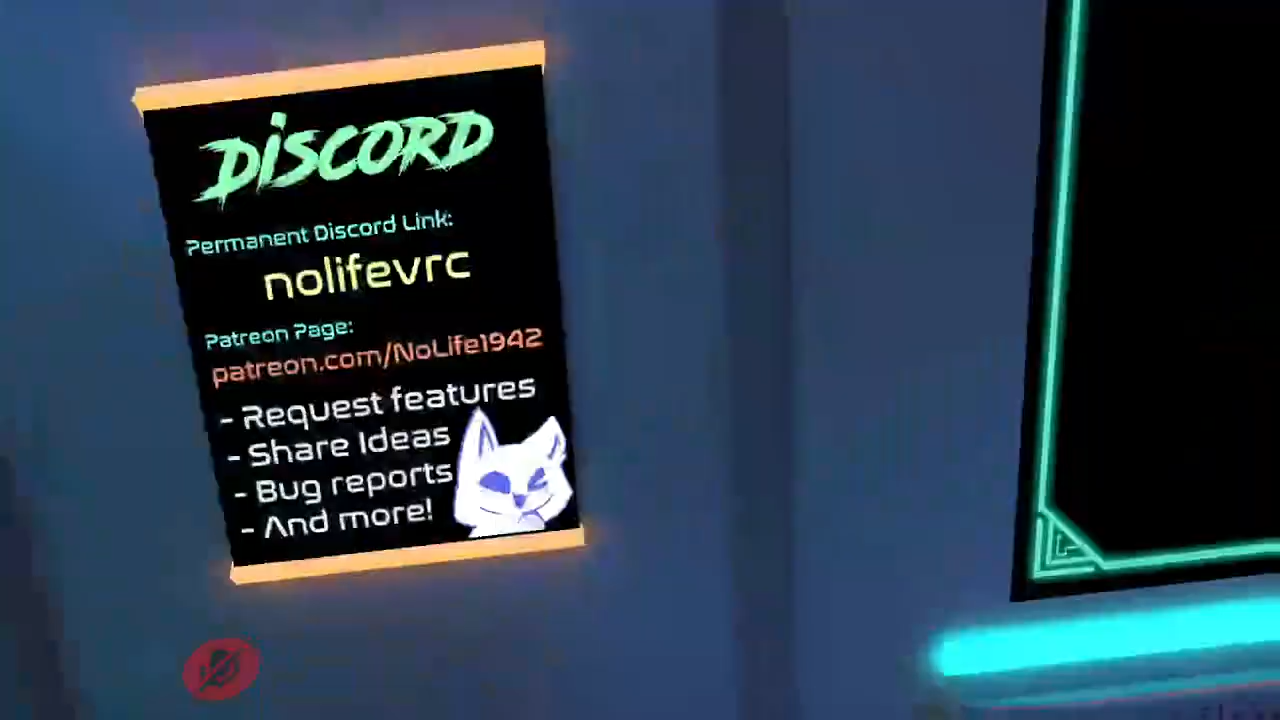 DiSCORD
Permanent Discord Link:
nolifevrc
Patreon Page:
patreon.com/NoLife1942
- Request features
- Share Ideas
- Bug reports
- And more!